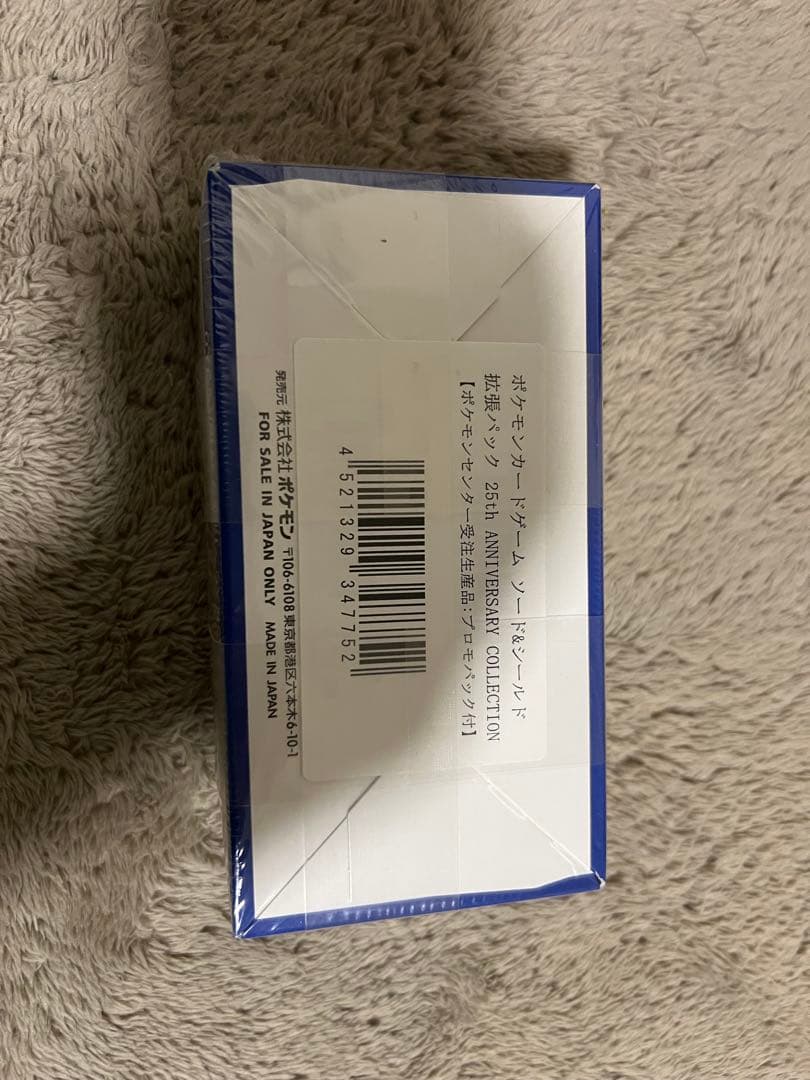 ポケモンカードゲーム ソード&シールド
拡張パック 25th ANNIVERSARY COLLECTION
【ポケモンセンター受注生産品:プロモパック付】
4 521329 347752
発売元 株式会社 ポケモン 〒106-6108 東京都港区六本木6-10-1
FOR SALE IN JAPAN ONLY MADE IN JAPAN